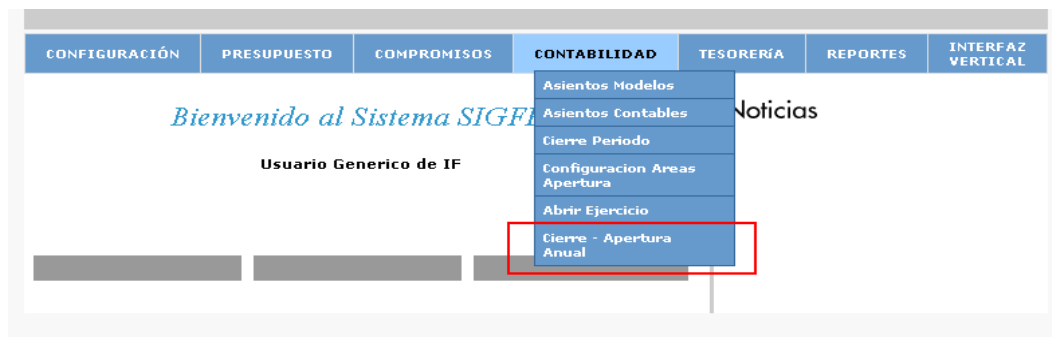 CONFIGURACIÓN PRESUPUESTO COMPROMISOS CONTABILIDAD TESORERíA REPORTES INTERFAZ VERTICAL
Asientos Modelos
Bienvenido al Sistema SIGF
Noticias
Asientos Contables
Cierre Periodo
Usuario Generico de IF
Configuracion Areas
Apertura
Abrir Ejercicio
Cierre - Apertura
Anual